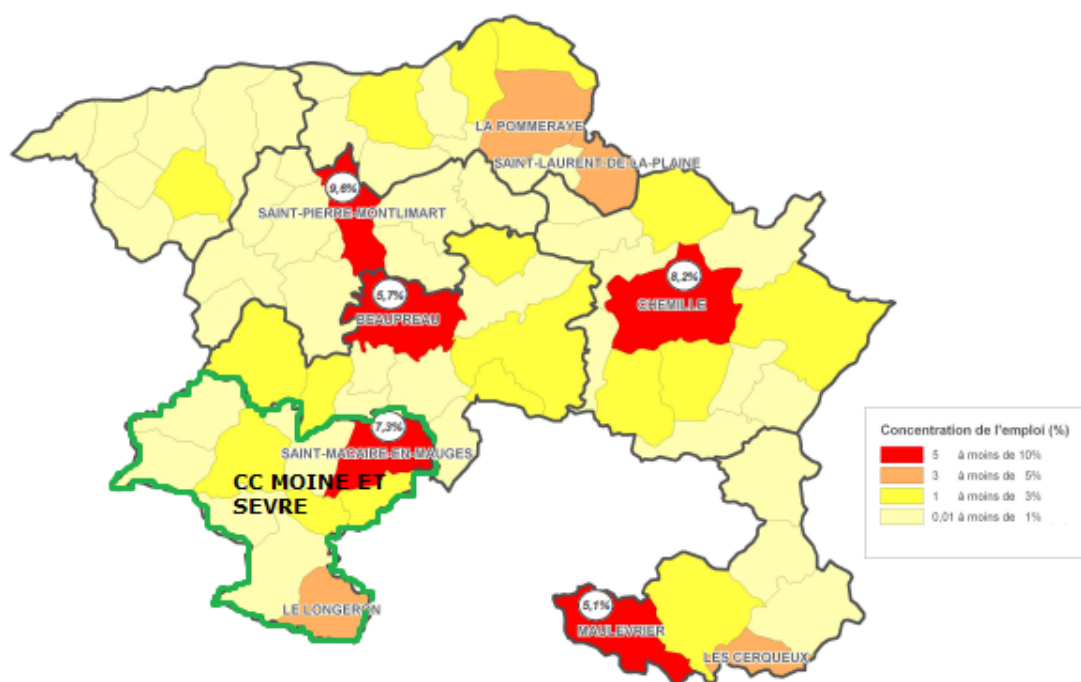 LA POMMERAYE
SAINT-LAURENT-DE-LA-PLAINE
9,6%
SAINT-PIERRE-MONTLIMART
8,2%
CHEMILLE
5,7%
BEAUPREAU
7,3%
SAINT-MACAIRE-EN-MAUGES
CC MOINE ET
SEVRE
Concentration de l'emploi (%)
5 à moins de 10%
3 à moins de 5%
1 à moins de 3%
0,01 à moins de 1%
LE LONGERON
5,1%
MAULEVRIER
LES CERQUEUX